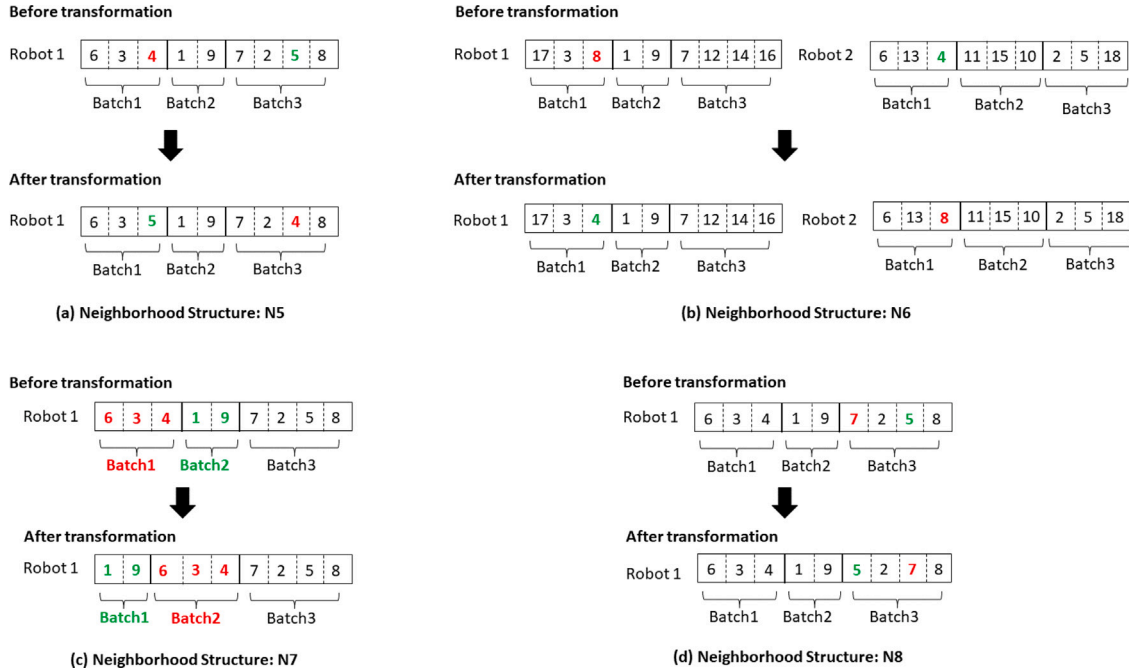 Before transformation
Robot 1 6 3 4 1 9 7 2 5 8
Batch1 Batch2 Batch3
After transformation
Robot 1 6 3 5 1 9 7 2 4 8
Batch1 Batch2 Batch3
(a) Neighborhood Structure: N5
Before transformation
Robot 1 17 3 8 1 9 7 12 14 16 Robot 2 6 13 4 11 15 10 2 5 18
Batch1 Batch2 Batch3 Batch1 Batch2 Batch3
After transformation
Robot 1 17 3 4 1 9 7 12 14 16 Robot 2 6 13 8 11 15 10 2 5 18
Batch1 Batch2 Batch3 Batch1 Batch2 Batch3
(b) Neighborhood Structure: N6
Before transformation
Robot 1 6 3 4 1 9 7 2 5 8
Batch1 Batch2 Batch3
After transformation
Robot 1 1 9 6 3 4 7 2 5 8
Batch1 Batch2 Batch3
(c) Neighborhood Structure: N7
Before transformation
Robot 1 6 3 4 1 9 7 2 5 8
Batch1 Batch2 Batch3
After transformation
Robot 1 6 3 4 1 9 5 2 7 8
Batch1 Batch2 Batch3
(d) Neighborhood Structure: N8